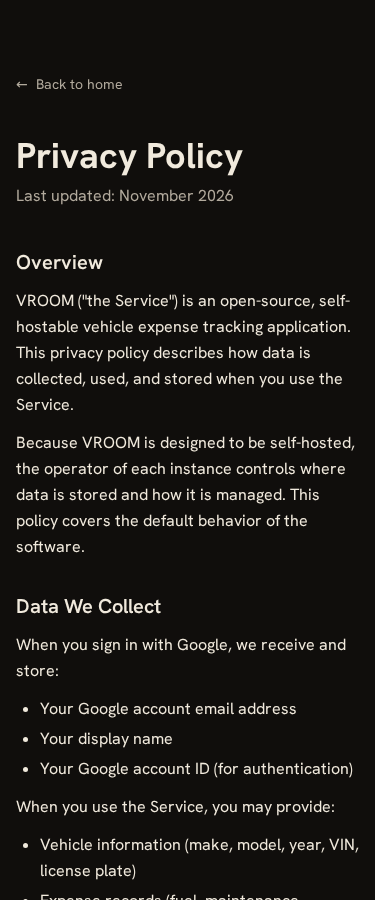 ← Back to home
Privacy Policy
Last updated: November 2026
Overview
VROOM ("the Service") is an open-source, self-
hostable vehicle expense tracking application.
This privacy policy describes how data is
collected, used, and stored when you use the
Service.
Because VROOM is designed to be self-hosted,
the operator of each instance controls where
data is stored and how it is managed. This
policy covers the default behavior of the
software.
Data We Collect
When you sign in with Google, we receive and
store:
• Your Google account email address
• Your display name
• Your Google account ID (for authentication)
When you use the Service, you may provide:
• Vehicle information (make, model, year, VIN,
license plate)
• Expense records (fuel, maintenance,